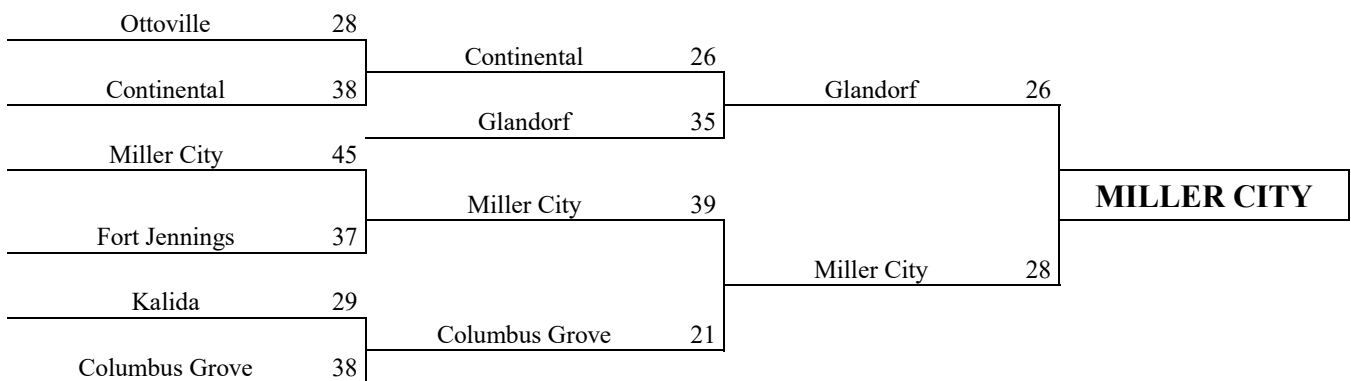 Ottoville 28
Continental 26
Continental 38
Glandorf 26
Glandorf 35
Miller City 45
MILLER CITY
Miller City 39
Fort Jennings 37
Miller City 28
Kalida 29
Columbus Grove 21
Columbus Grove 38